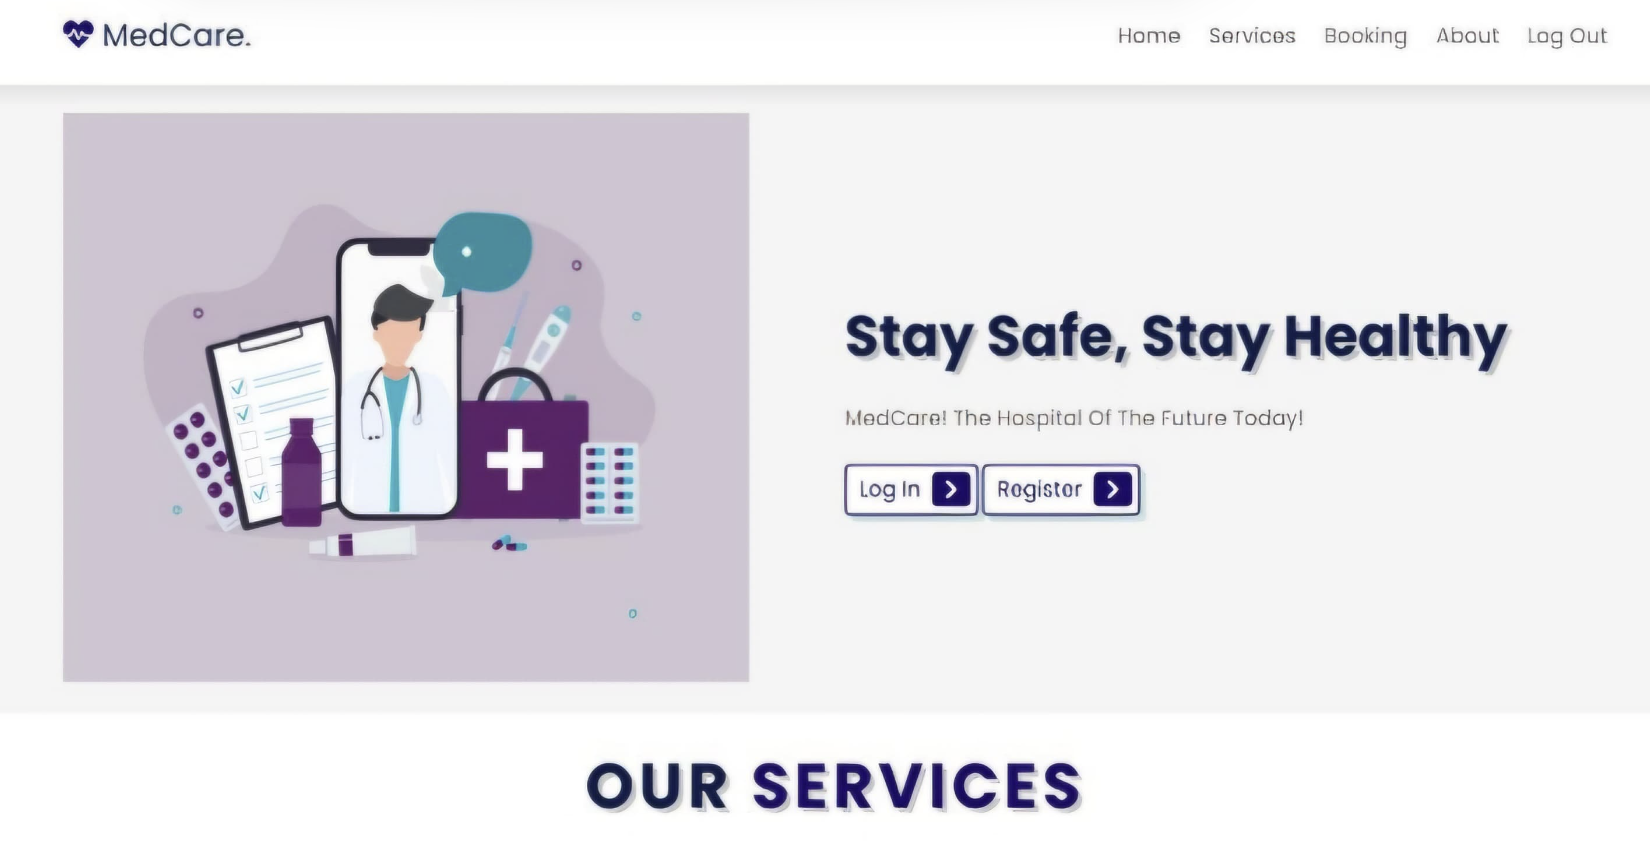 MedCare.
Home Services Booking About Log Out
Stay Safe, Stay Healthy
MedCare! The Hospital Of The Future Today!
Log In Register
OUR SERVICES